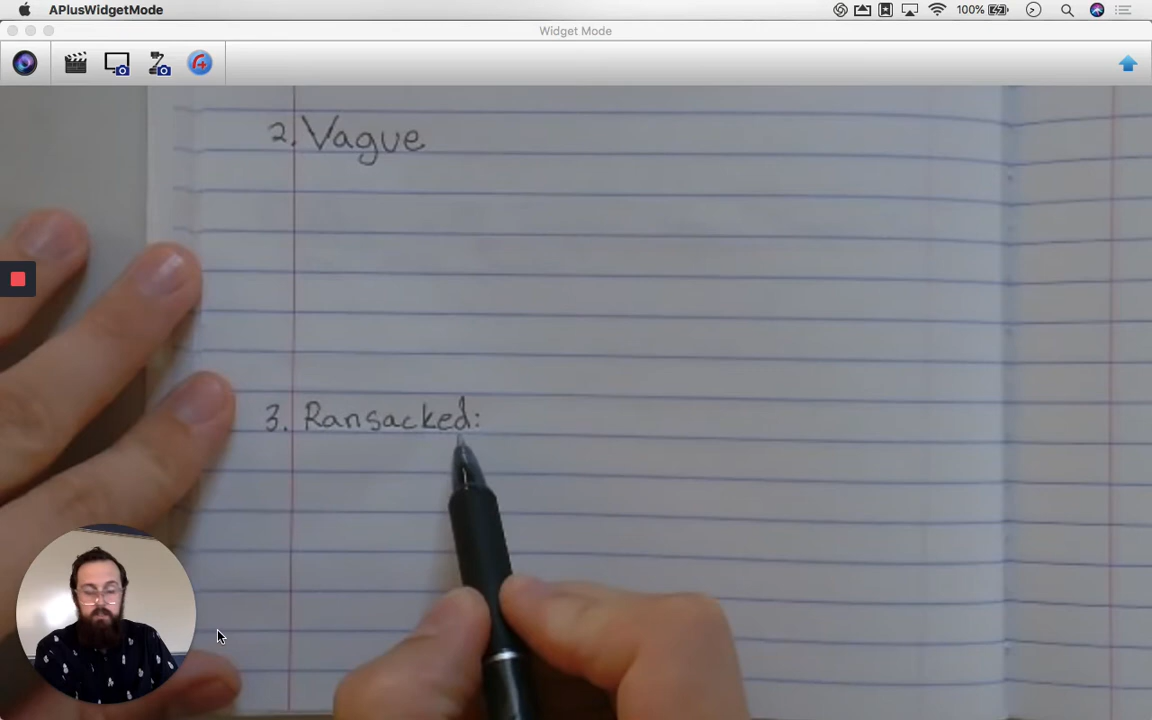 APlusWidgetMode
100%
Widget Mode
2. Vague
3. Ransacked: